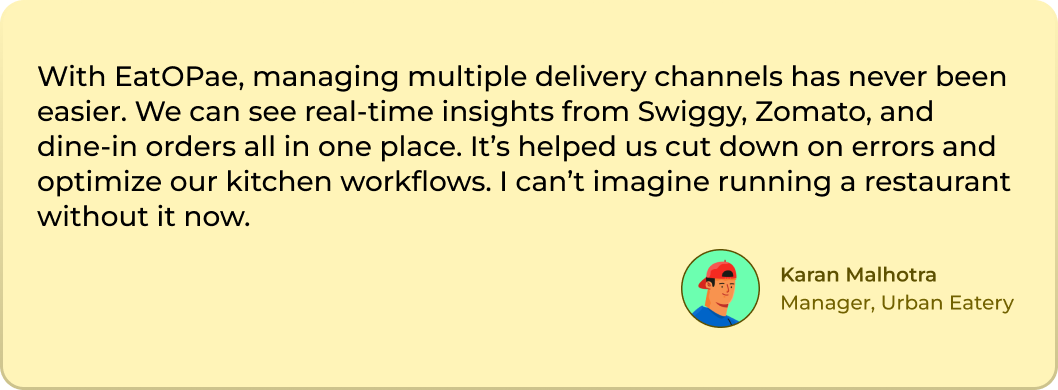 With EatOPae, managing multiple delivery channels has never been
easier. We can see real-time insights from Swiggy, Zomato, and
dine-in orders all in one place. It’s helped us cut down on errors and
optimize our kitchen workflows. I can’t imagine running a restaurant
without it now.
Karan Malhotra
Manager, Urban Eatery